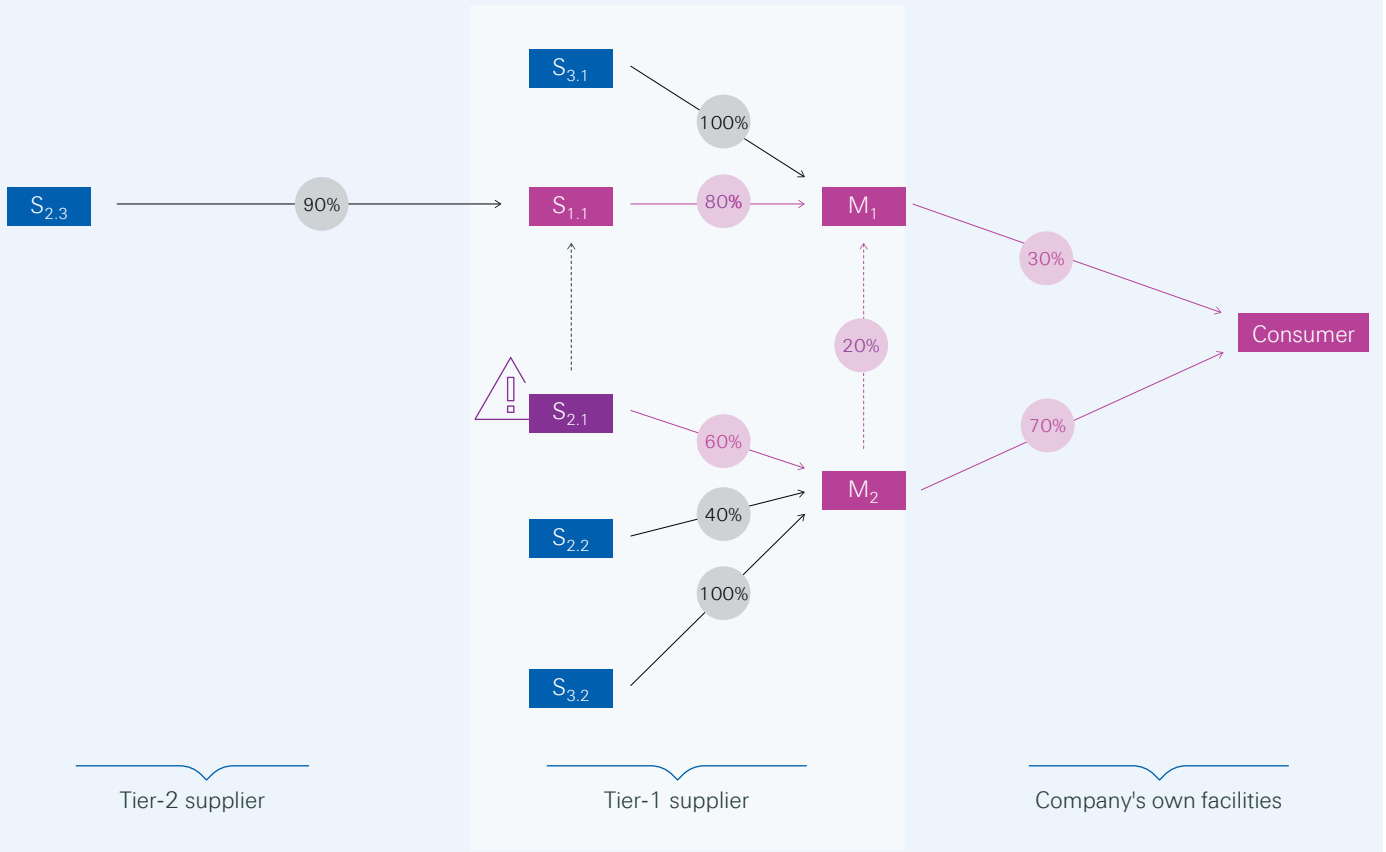 S3.1
100%
S2.3
90%
S1.1
80%
M1
30%
Consumer
20%
S2.1
60%
70%
M2
S2.2
40%
100%
S3.2
Tier-2 supplier
Tier-1 supplier
Company's own facilities